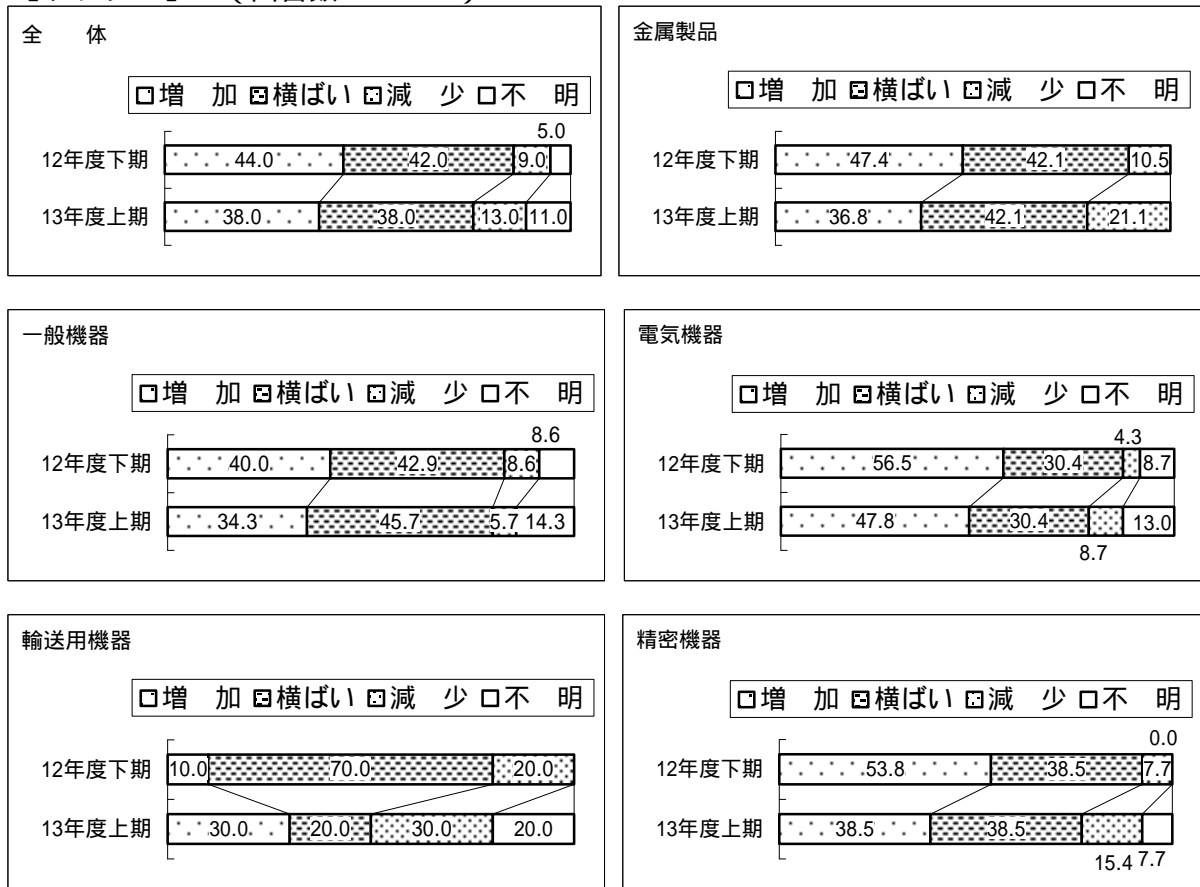 全　体
□増　加 □横ばい □減　少 □不　明
5.0
12年度下期 44.0 42.0 9.0
13年度上期 38.0 38.0 13.0 11.0
金属製品
□増　加 □横ばい □減　少 □不　明
12年度下期 47.4 42.1 10.5
13年度上期 36.8 42.1 21.1
一般機器
□増　加 □横ばい □減　少 □不　明
8.6
12年度下期 40.0 42.9 8.6
13年度上期 34.3 45.7 5.7 14.3
電気機器
□増　加 □横ばい □減　少 □不　明
4.3
12年度下期 56.5 30.4 8.7
13年度上期 47.8 30.4 13.0
8.7
輸送用機器
□増　加 □横ばい □減　少 □不　明
12年度下期 10.0 70.0 20.0
13年度上期 30.0 20.0 30.0 20.0
精密機器
□増　加 □横ばい □減　少 □不　明
0.0
12年度下期 53.8 38.5 7.7
13年度上期 38.5 38.5
15.4 7.7